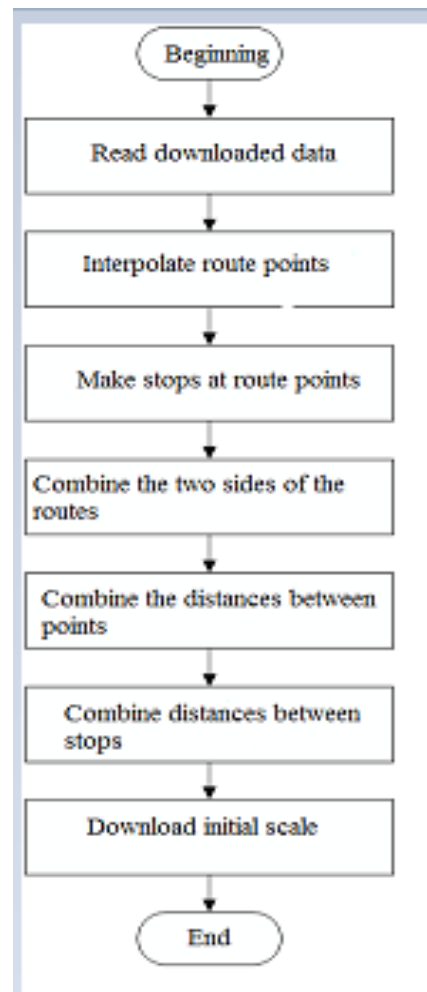 Beginning
Read downloaded data
Interpolate route points
Make stops at route points
Combine the two sides of the
routes
Combine the distances between
points
Combine distances between
stops
Download initial scale
End